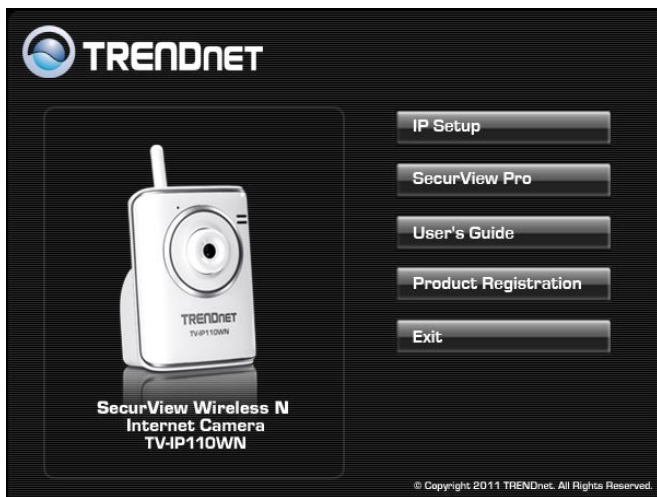 TRENDNET
IP Setup
SecurView Pro
User's Guide
Product Registration
Exit
TRENDNET
TV-IP110WN
SecurView Wireless N
Internet Camera
TV-IP110WN
© Copyright 2011 TRENDnet. All Rights Reserved.